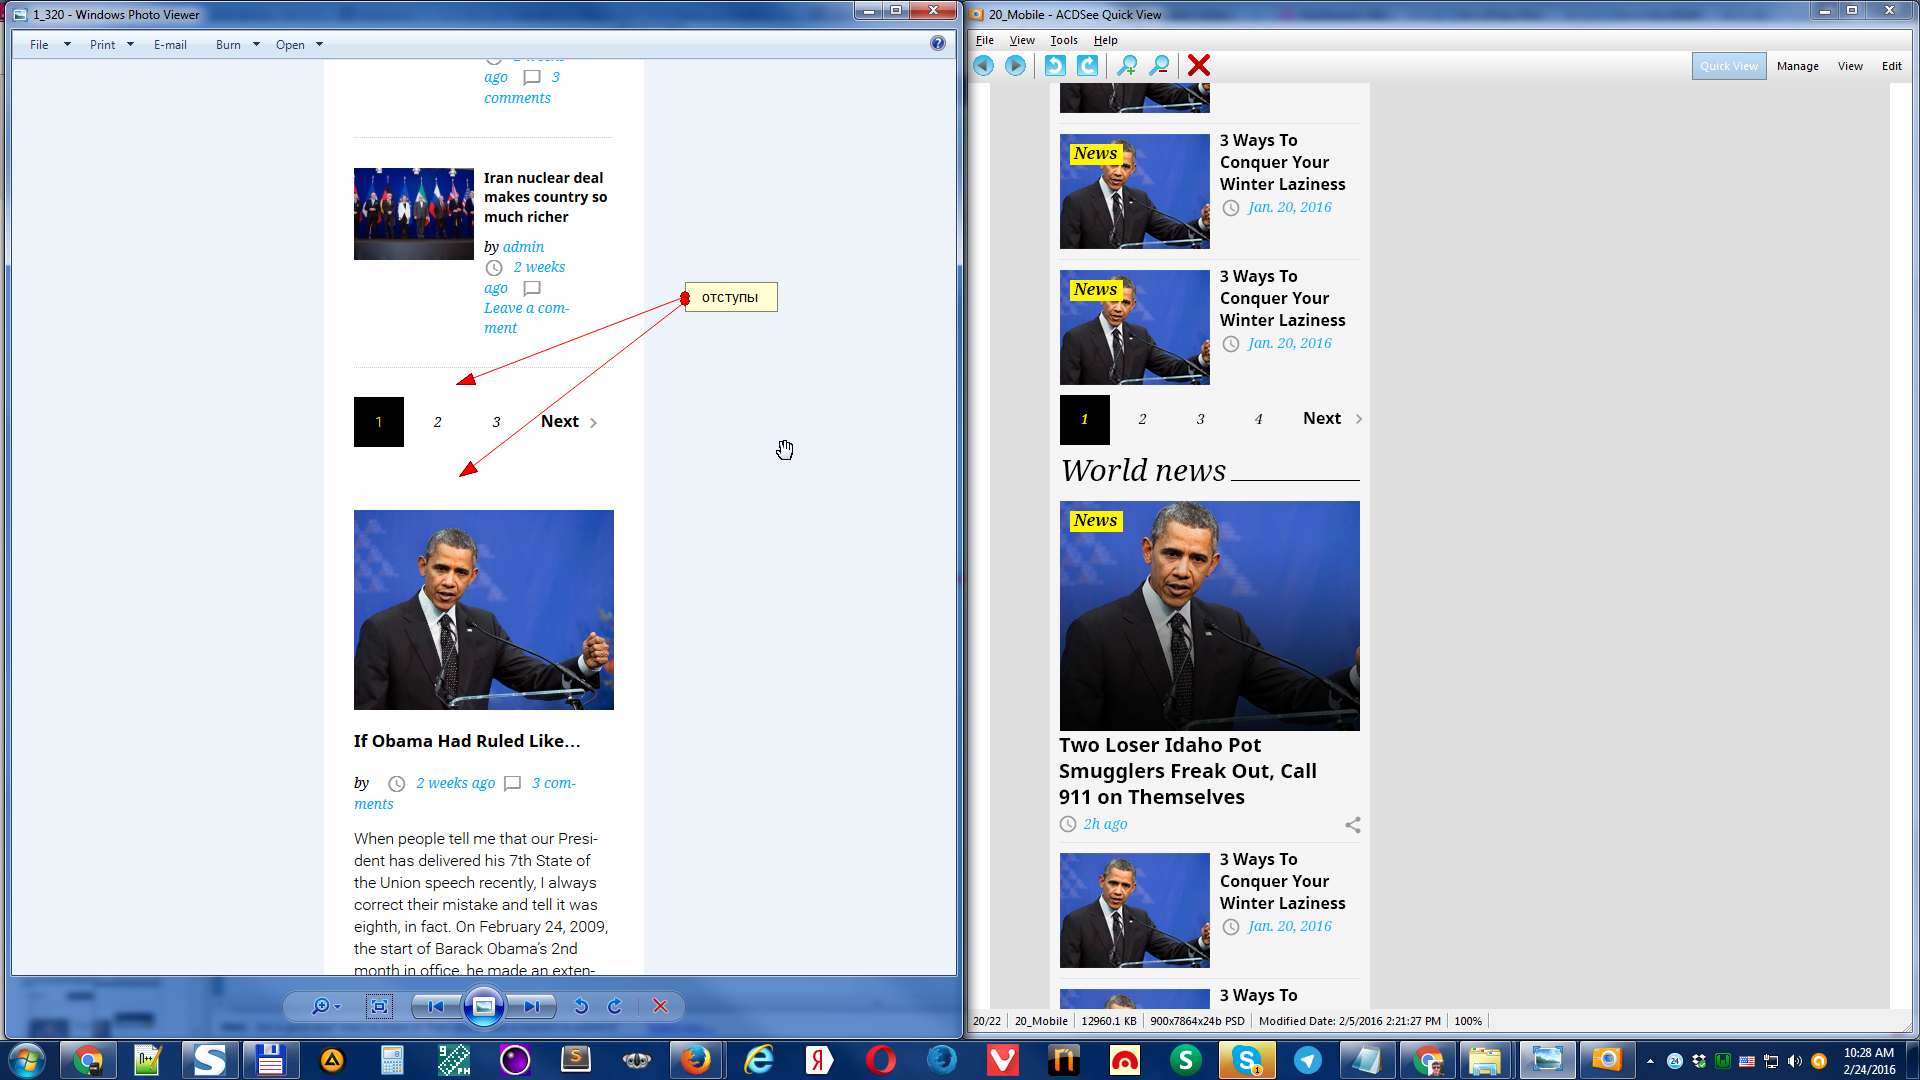 1_320 - Windows Photo Viewer
File Print E-mail Burn Open
ago 3
comments
Iran nuclear deal
makes country so
much richer
by admin
2 weeks
ago
Leave a com-
ment
отступы
1 2 3 Next
If Obama Had Ruled Like...
by 2 weeks ago 3 com-
ments
When people tell me that our Presi-
dent has delivered his 7th State of
the Union speech recently, I always
correct their mistake and tell it was
eighth, in fact. On February 24, 2009,
the start of Barack Obama's 2nd
month in office, he made an exten-
20_Mobile - ACDSee Quick View
File View Tools Help
Quick View Manage View Edit
News
3 Ways To
Conquer Your
Winter Laziness
Jan. 20, 2016
News
3 Ways To
Conquer Your
Winter Laziness
Jan. 20, 2016
1 2 3 4 Next
World news
News
Two Loser Idaho Pot
Smugglers Freak Out, Call
911 on Themselves
2h ago
3 Ways To
Conquer Your
Winter Laziness
Jan. 20, 2016
3 Ways To
20/22 20_Mobile 12960.1 KB 900x7864x24b PSD Modified Date: 2/5/2016 2:21:27 PM 100%
10:28 AM
2/24/2016